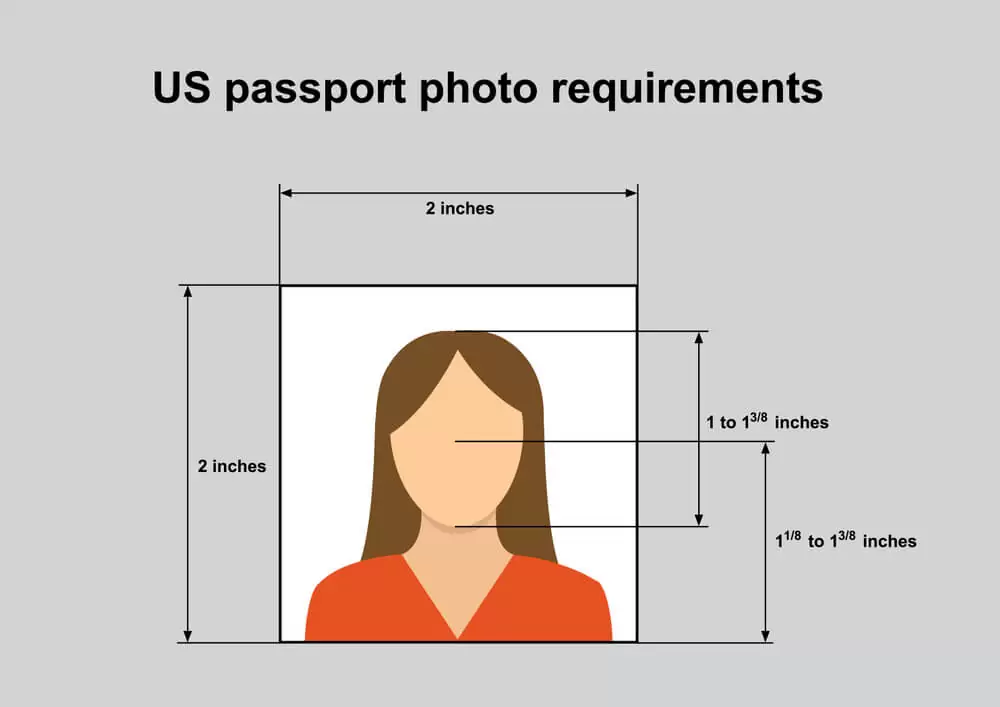 US passport photo requirements
2 inches
1 to 1 3/8 inches
2 inches
1 1/8 to 1 3/8 inches